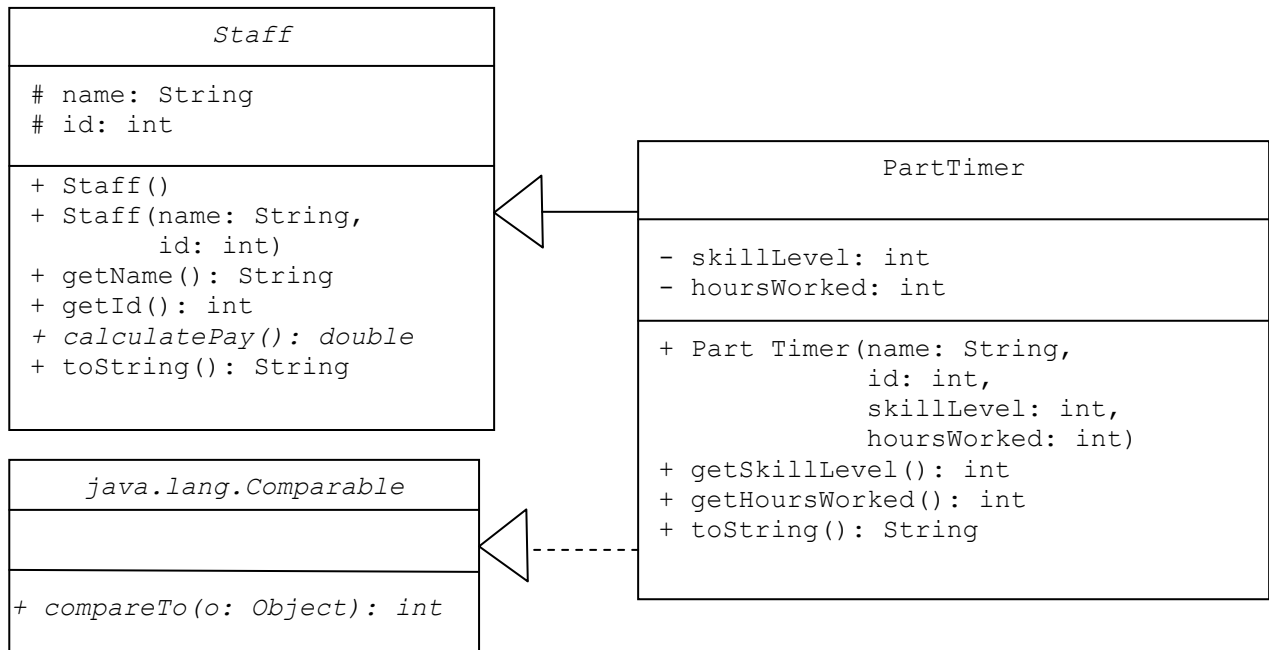 Staff
# name: String
# id: int
+ Staff()
+ Staff(name: String,
id: int)
+ getName(): String
+ getId(): int
+ calculatePay(): double
+ toString(): String
java.lang.Comparable
+ compareTo(o: Object): int
PartTimer
- skillLevel: int
- hoursWorked: int
+ Part Timer(name: String,
id: int,
skillLevel: int,
hoursWorked: int)
+ getSkillLevel(): int
+ getHoursWorked(): int
+ toString(): String